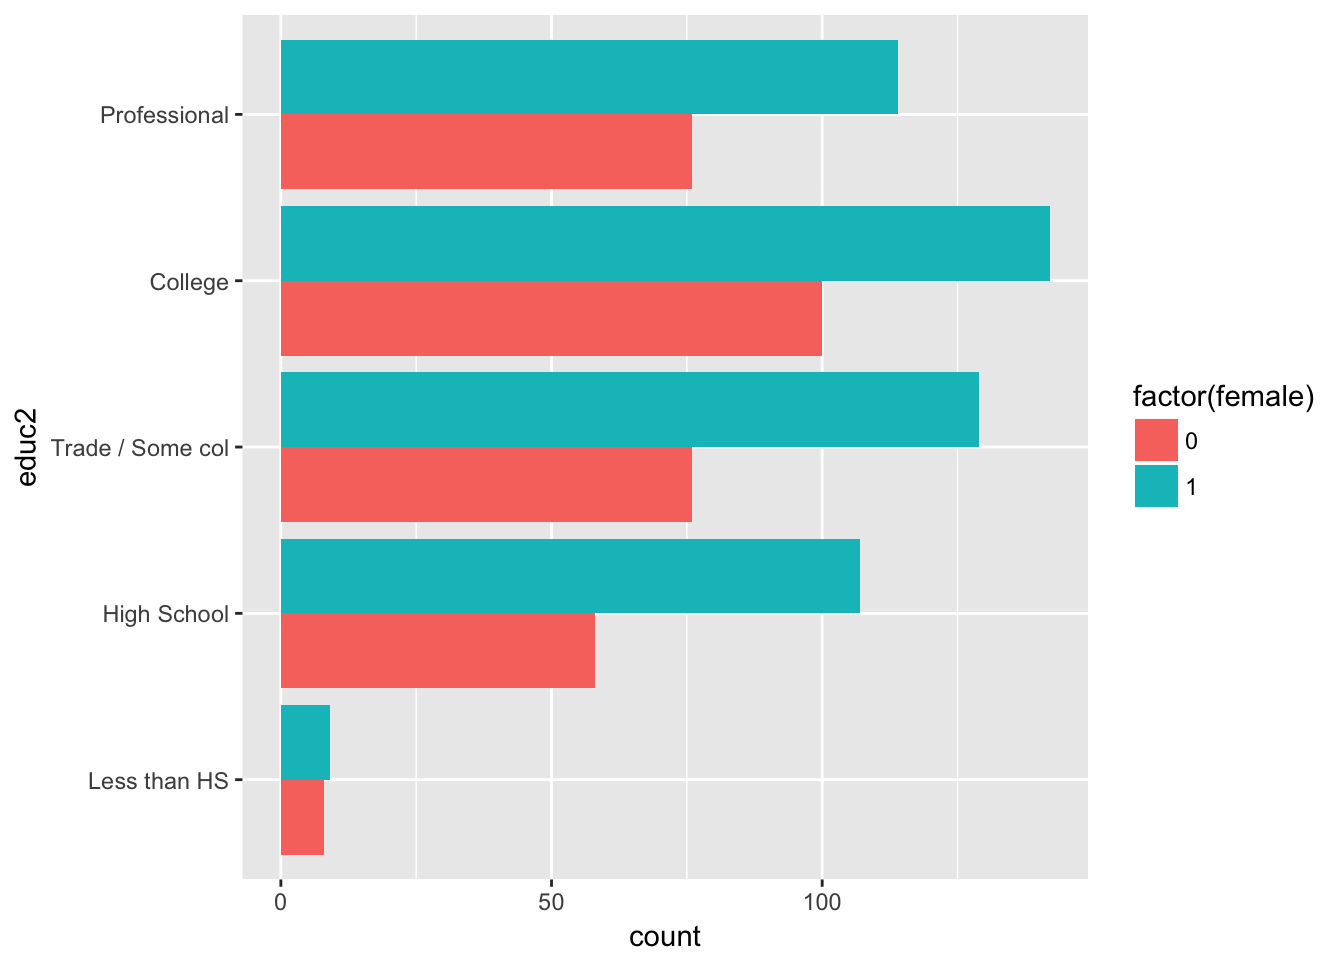 educ2
Professional
College
Trade / Some col
High School
Less than HS
0
50
100
count
factor(female)
0
1